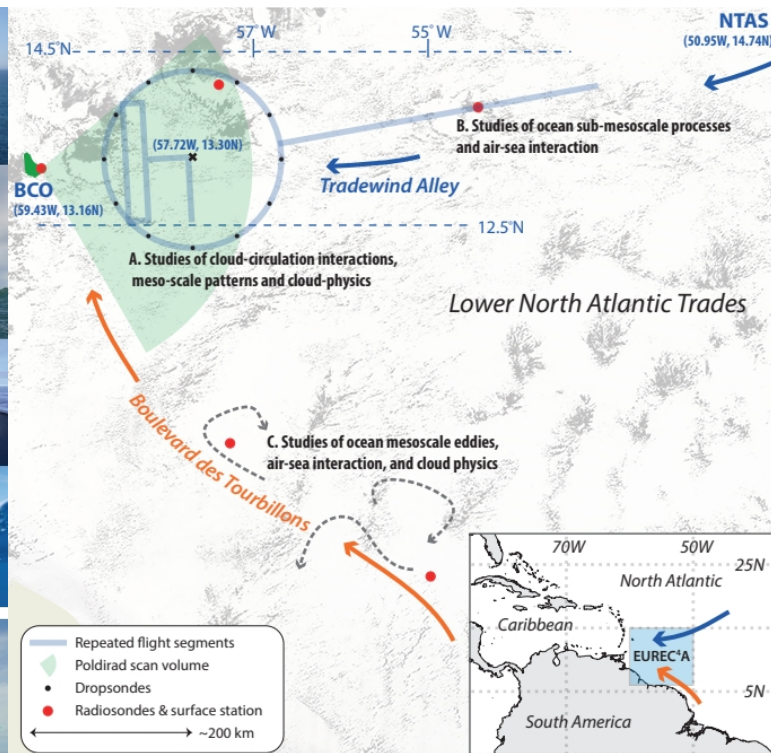 57°W
55°W
NTAS
(50.95W, 14.74N)
14.5°N
B. Studies of ocean sub-mesoscale processes
and air-sea interaction
(57.72W, 13.30N)
Tradewind Alley
BCO
(59.43W, 13.16N)
12.5°N
A. Studies of cloud-circulation interactions,
meso-scale patterns and cloud-physics
Lower North Atlantic Trades
Boulevard des Tourbillons
C. Studies of ocean mesoscale eddies,
air-sea interaction, and cloud physics
Repeated flight segments
Poldirad scan volume
Dropsondes
Radiosondes & surface station
~200 km
70W
50W
25N
North Atlantic
Caribbean
EUREC⁴A
5N
South America